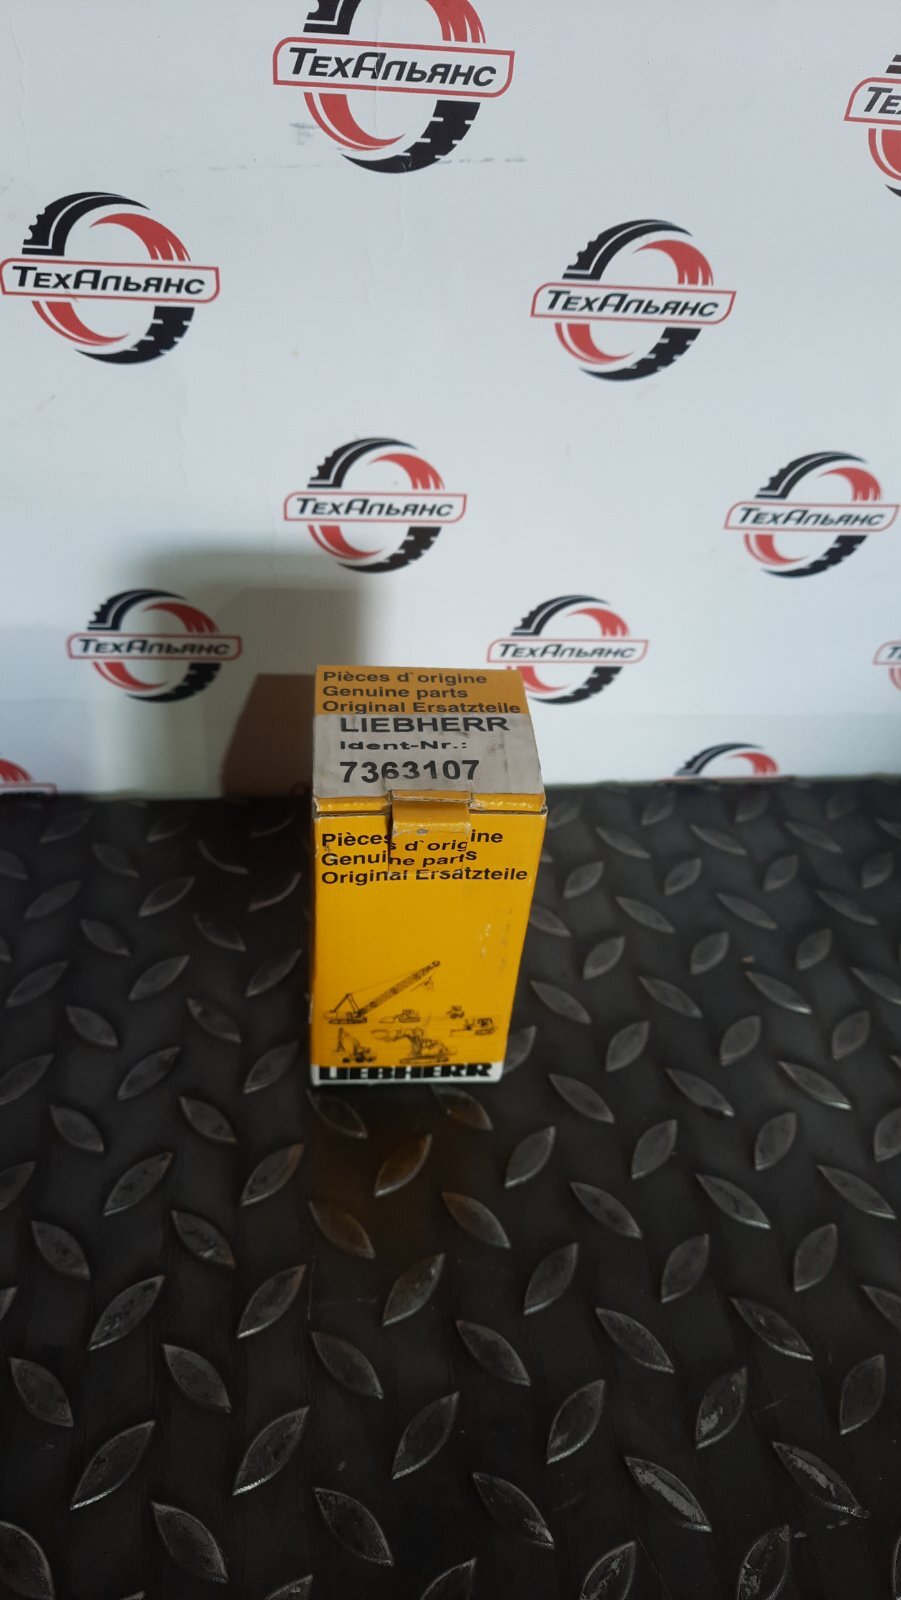 ТехАльянс
Те
ТехАльянс
ТехАльянс
ТехАльянс
ТехАльянс
ТехАльянс
ТехАльянс
Pièces d`origine
Genuine parts
Original Ersatzteile
LIEBHERR
Ident-Nr.:
7363107
Pièces d`origine
Genuine parts
Original Ersatzteile
LIEBHERR